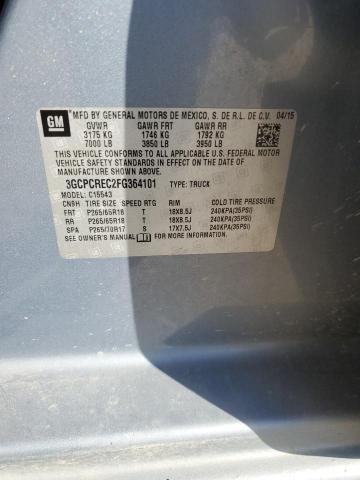 GM
MFD BY GENERAL MOTORS DE MEXICO, S. DE R.L. DE C.V. 04/15
GVWR GAWR FRT GAWR RR
3175 KG 1746 KG 1792 KG
7000 LB 3850 LB 3950 LB
THIS VEHICLE CONFORMS TO ALL APPLICABLE U.S. FEDERAL MOTOR
VEHICLE SAFETY STANDARDS IN EFFECT ON THE DATE OF
MANUFACTURE SHOWN ABOVE.
3GCPCREC2FG364101 TYPE: TRUCK
MODEL: C15543
CNSH TIRE SIZE SPEED RTG RIM COLD TIRE PRESSURE
FRT P265/65R18 T 18X8.5J 240KPA(35PSI)
RR P265/65R18 T 18X8.5J 240KPA(35PSI)
SPA P265/70R17 S 17X7.5J 240KPA(35PSI)
SEE OWNER'S MANUAL FOR ADDITIONAL INFORMATION.